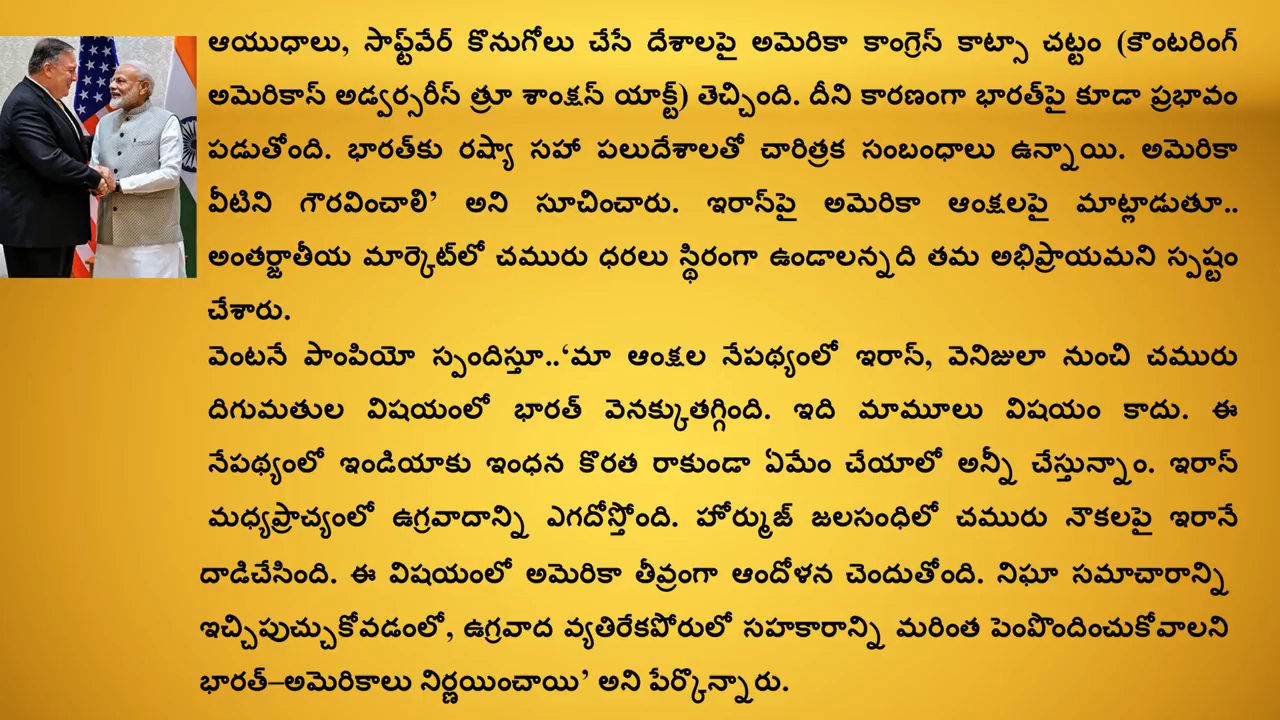 ఆయుధాలు, సాఫ్ట్‌వేర్ కొనుగోలు చేసే దేశాలపై అమెరికా కాంగ్రెస్ కాట్సా చట్టం (కౌంటరింగ్
అమెరికాస్ అడ్వర్సరీస్ త్రూ శాంక్షన్ యాక్ట్) తెచ్చింది. దీని కారణంగా భారత్‌పై కూడా ప్రభావం
పడుతోంది. భారత్‌కు రష్యా సహా పలుదేశాలతో చారిత్రక సంబంధాలు ఉన్నాయి. అమెరికా
వీటిని గౌరవించాలి’ అని సూచించారు. ఇరాన్‌పై అమెరికా ఆంక్షలపై మాట్లాడుతూ..
అంతర్జాతీయ మార్కెట్‌లో చమురు ధరలు స్థిరంగా ఉండాలన్నది తమ అభిప్రాయమని స్పష్టం
చేశారు.
వెంటనే పాంపియో స్పందిస్తూ..‘మా ఆంక్షల నేపథ్యంలో ఇరాన్, వెనిజులా నుంచి చమురు
దిగుమతుల విషయంలో భారత్ వెనక్కుతగ్గింది. ఇది మామూలు విషయం కాదు. ఈ
నేపథ్యంలో ఇండియాకు ఇంధన కొరత రాకుండా ఏమేం చేయాలో అన్నీ చేస్తున్నాం. ఇరాన్
మధ్యప్రాచ్యంలో ఉగ్రవాదాన్ని ఎగదోస్తోంది. హోర్ముజ్ జలసంధిలో చమురు నౌకలపై ఇరానే
దాడిచేసింది. ఈ విషయంలో అమెరికా తీవ్రంగా ఆందోళన చెందుతోంది. నిఘా సమాచారాన్ని
ఇచ్చిపుచ్చుకోవడంలో, ఉగ్రవాద వ్యతిరేకపోరులో సహకారాన్ని మరింత పెంపొందించుకోవాలని
భారత్–అమెరికాలు నిర్ణయించాయి’ అని పేర్కొన్నారు.